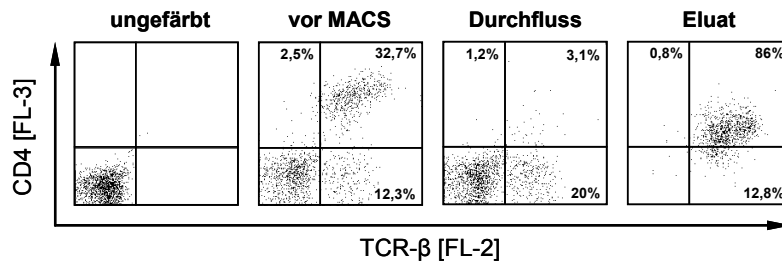 ungefärbt vor MACS Durchfluss Eluat
2,5% 32,7% 1,2% 3,1% 0,8% 86%
CD4 [FL-3]
12,3% 20% 12,8%
TCR-β [FL-2]